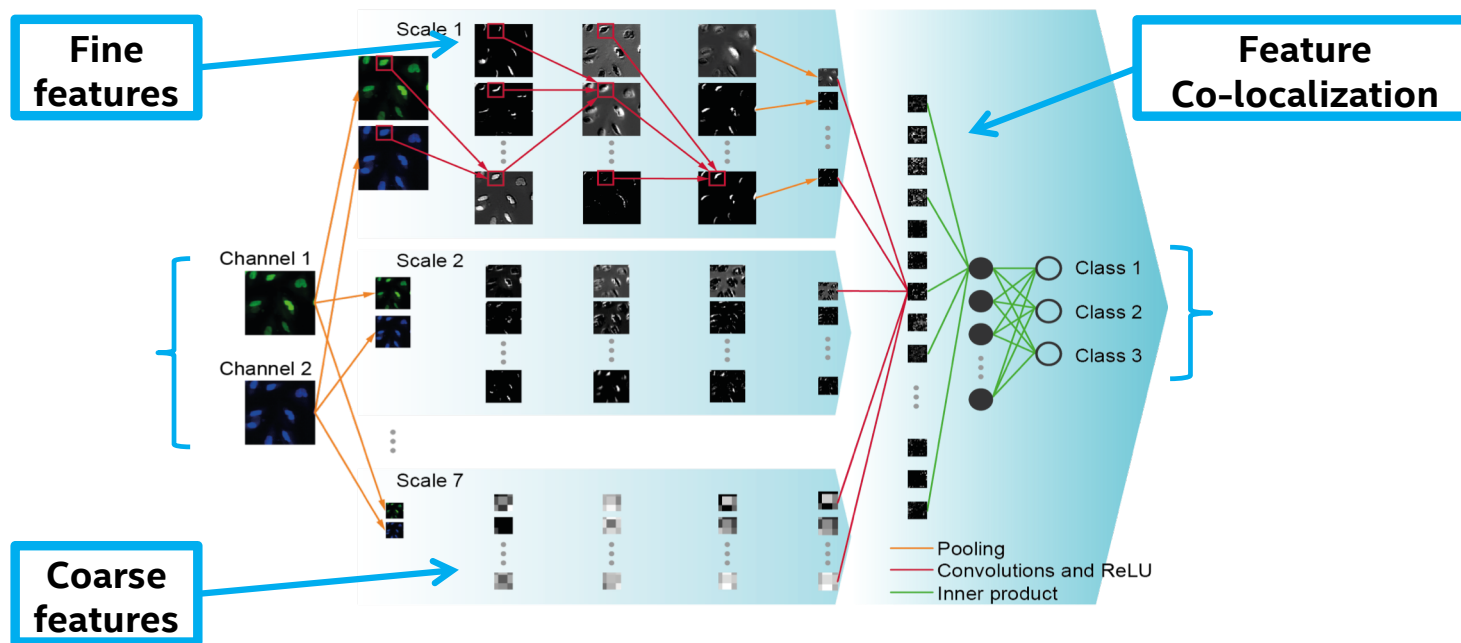 Fine
features
Scale 1
Feature
Co-localization
Channel 1
Scale 2
Class 1
Class 2
Class 3
Channel 2
Scale 7
Coarse
features
Pooling
Convolutions and ReLU
Inner product